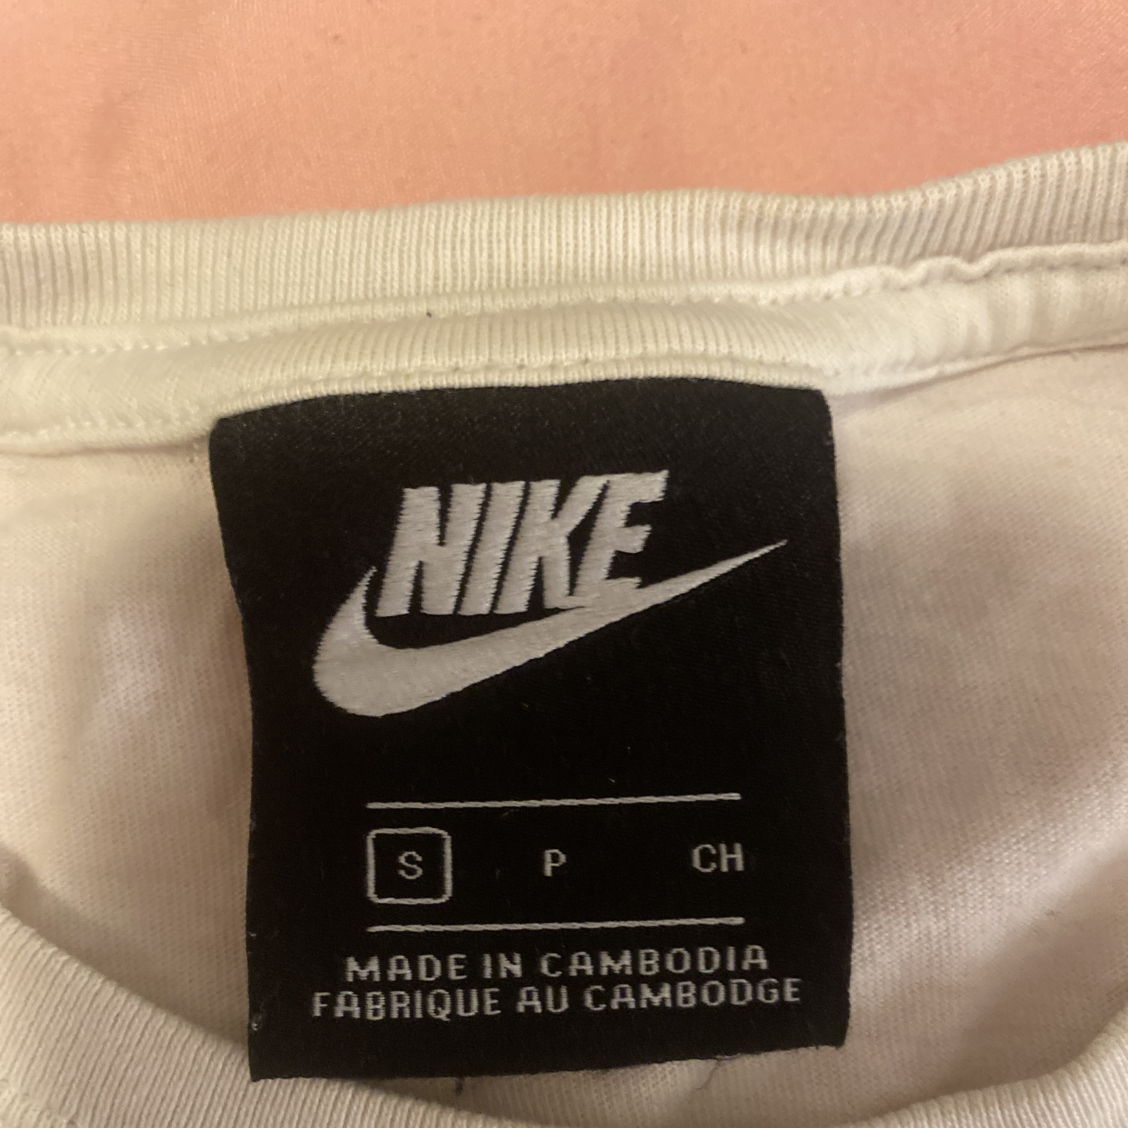 NIKE
S P CH
MADE IN CAMBODIA
FABRIQUE AU CAMBODGE